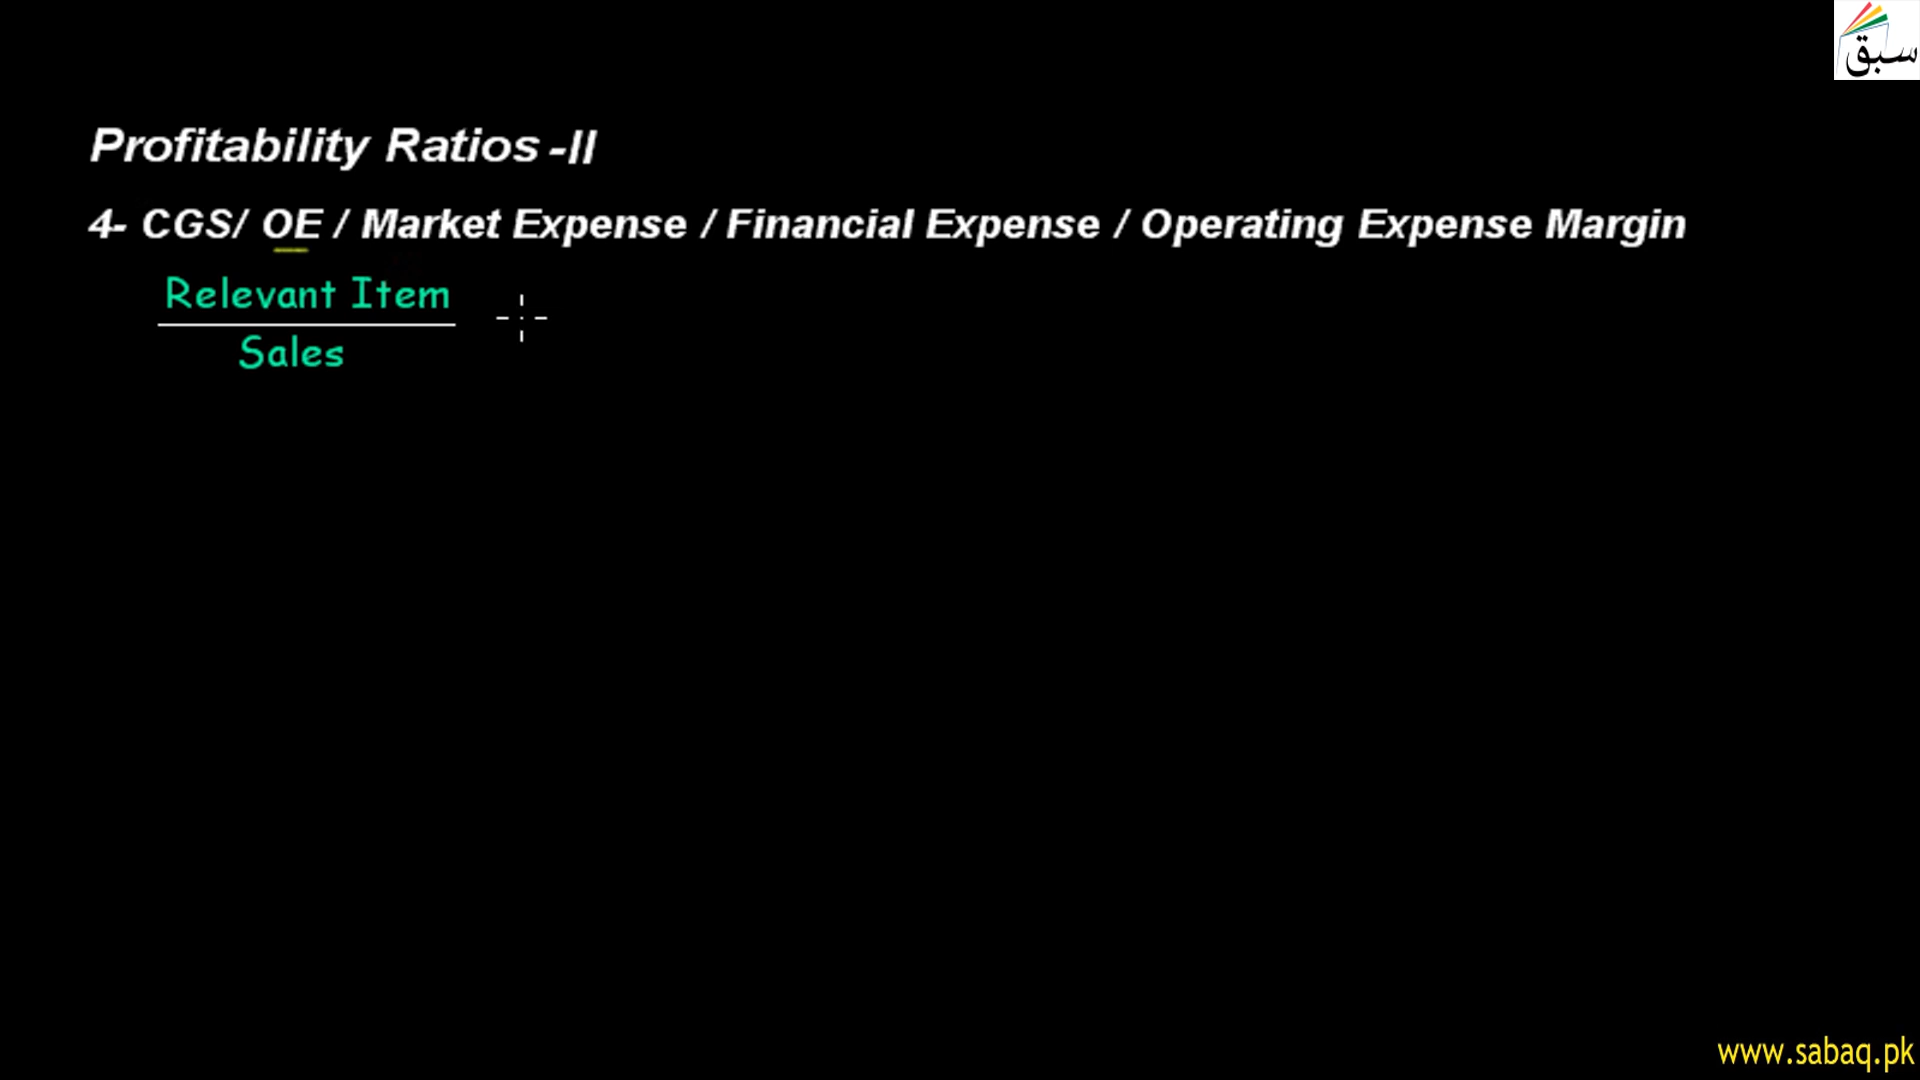 سبق
Profitability Ratios -II
4- CGS/ OE / Market Expense / Financial Expense / Operating Expense Margin
Relevant Item
Sales
www.sabaq.pk